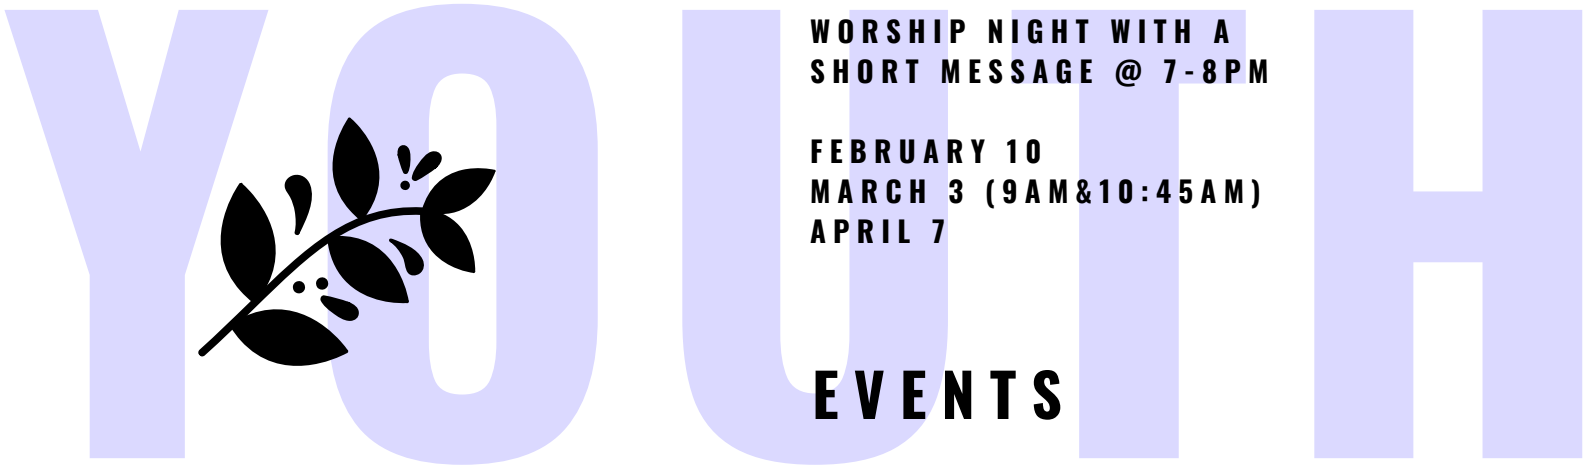 YOUTH
WORSHIP NIGHT WITH A
SHORT MESSAGE @ 7-8PM
FEBRUARY 10
MARCH 3 (9AM&10:45AM)
APRIL 7
EVENTS